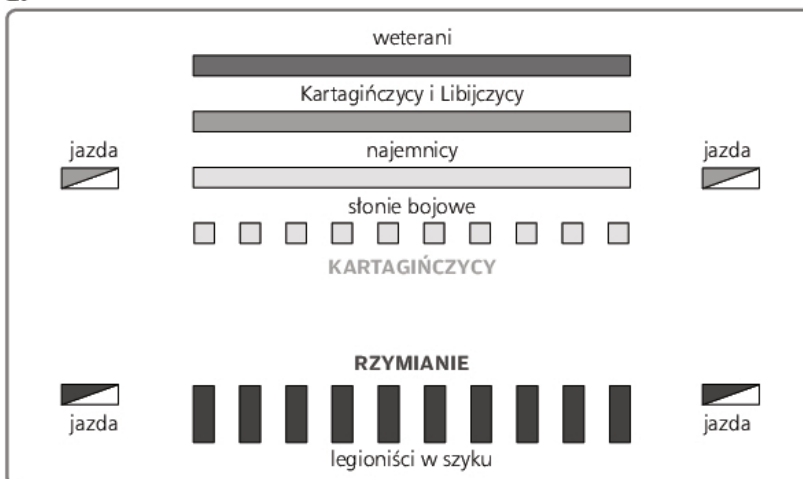 weterani
Kartagińczycy i Libijczycy
jazda najemnicy jazda
słonie bojowe
KARTAGIŃCZYCY
RZYMIANIE
jazda jazda
legioniści w szyku